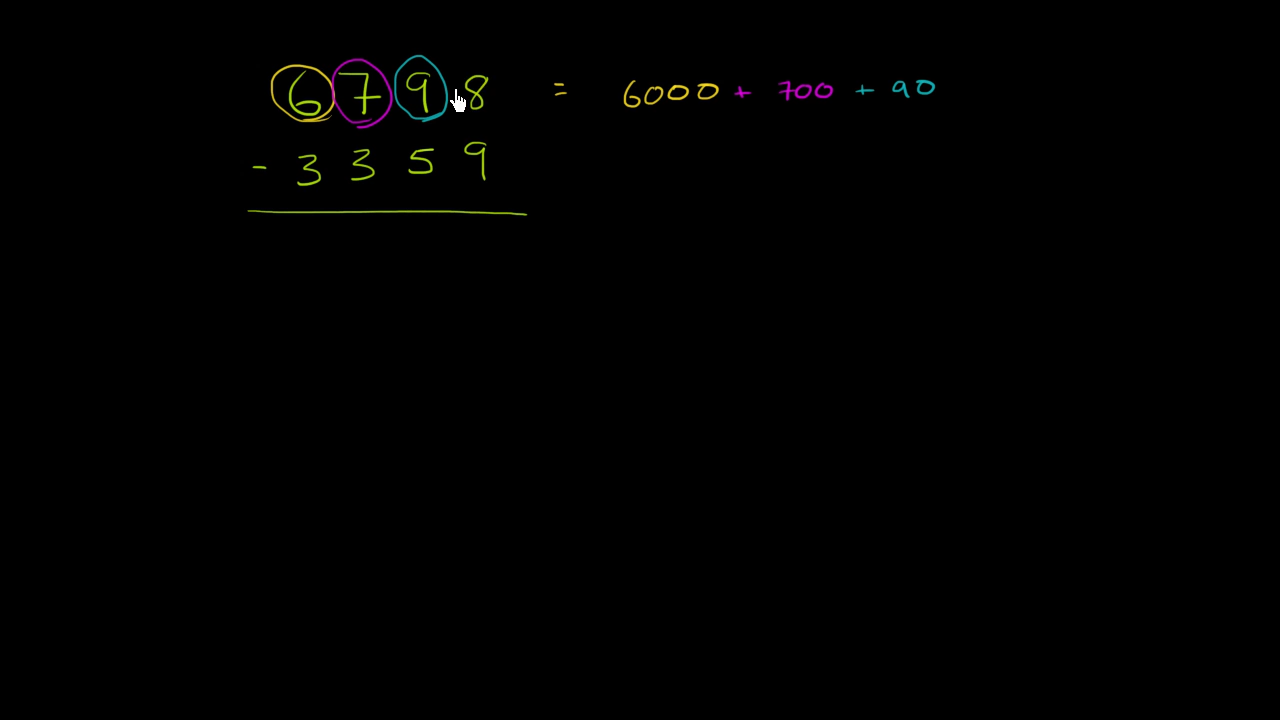 6798 = 6000 + 700 + 90
- 3359